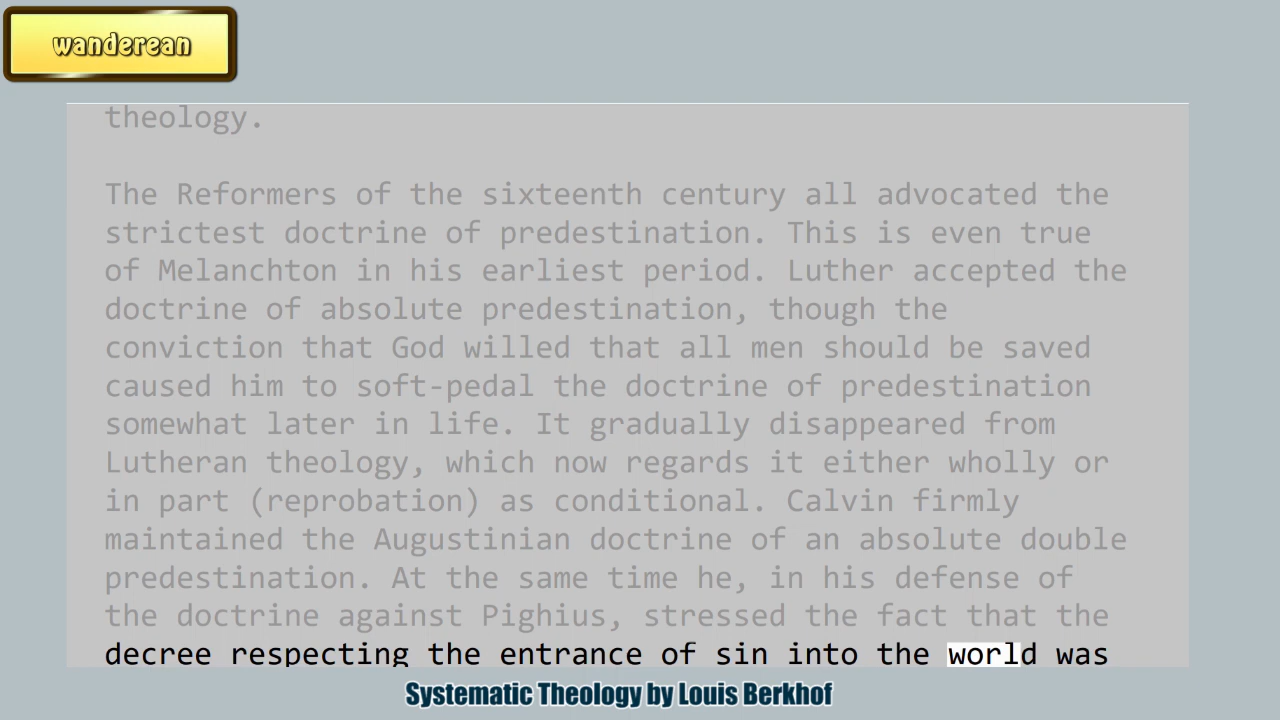 wanderean
theology.
The Reformers of the sixteenth century all advocated the
strictest doctrine of predestination. This is even true
of Melanchton in his earliest period. Luther accepted the
doctrine of absolute predestination, though the
conviction that God willed that all men should be saved
caused him to soft-pedal the doctrine of predestination
somewhat later in life. It gradually disappeared from
Lutheran theology, which now regards it either wholly or
in part (reprobation) as conditional. Calvin firmly
maintained the Augustinian doctrine of an absolute double
predestination. At the same time he, in his defense of
the doctrine against Pighius, stressed the fact that the
decree respecting the entrance of sin into the world was
Systematic Theology by Louis Berkhof